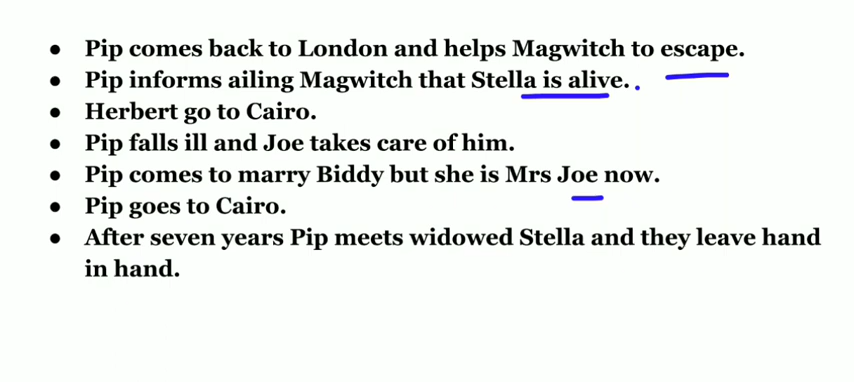 • Pip comes back to London and helps Magwitch to escape.
• Pip informs ailing Magwitch that Stella is alive.
• Herbert go to Cairo.
• Pip falls ill and Joe takes care of him.
• Pip comes to marry Biddy but she is Mrs Joe now.
• Pip goes to Cairo.
• After seven years Pip meets widowed Stella and they leave hand
in hand.